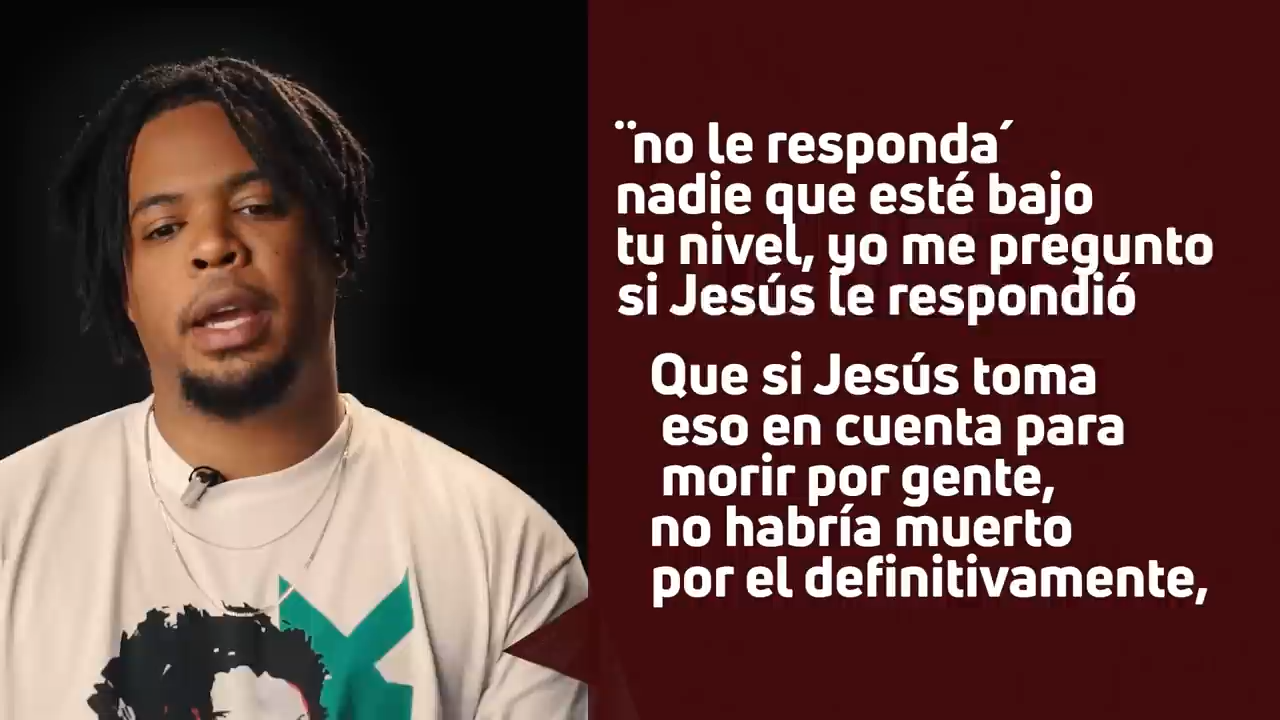 ¨no le responda´
nadie que esté bajo
tu nivel, yo me pregunto
si Jesús le respondió
Que si Jesús toma
eso en cuenta para
morir por gente,
no habría muerto
por el definitivamente,